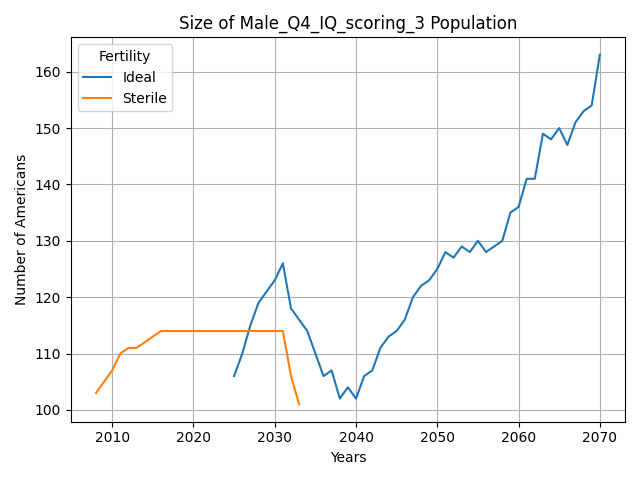 Size of Male_Q4_IQ_scoring_3 Population
Fertility
Ideal
Sterile
Number of Americans
160
150
140
130
120
110
100
2010
2020
2030
2040
2050
2060
2070
Years